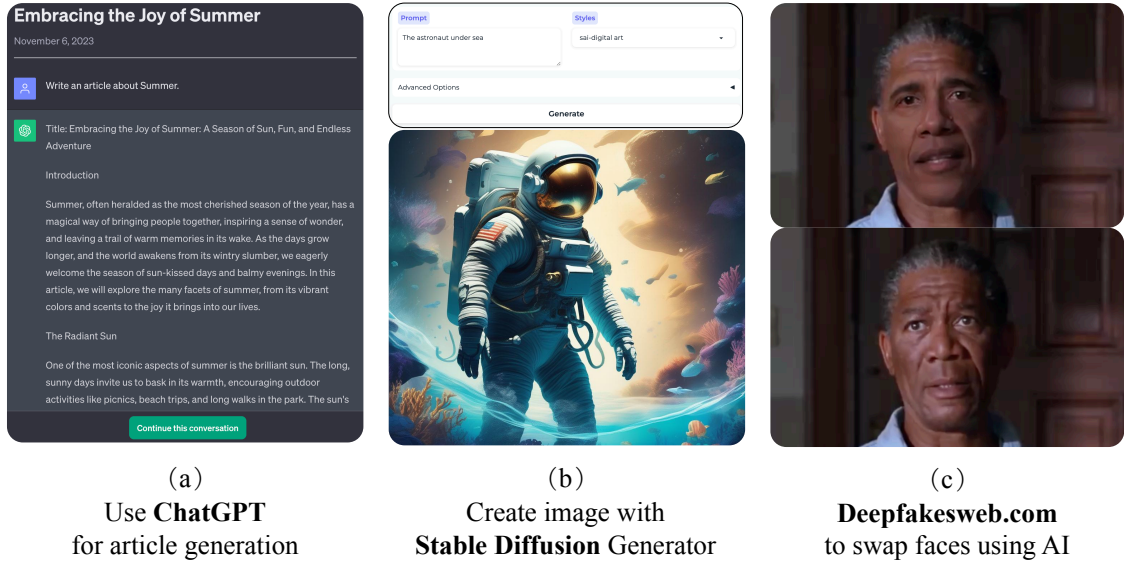 Embracing the Joy of Summer
November 6, 2023
Write an article about Summer.
Title: Embracing the Joy of Summer: A Season of Sun, Fun, and Endless
Adventure
Introduction
Summer, often heralded as the most cherished season of the year, has a
magical way of bringing people together, inspiring a sense of wonder,
and leaving a trail of warm memories in its wake. As the days grow
longer, and the world awakens from its wintry slumber, we eagerly
welcome the season of sun-kissed days and balmy evenings. In this
article, we will explore the many facets of summer, from its vibrant
colors and scents to the joy it brings into our lives.
The Radiant Sun
One of the most iconic aspects of summer is the brilliant sun. The long,
sunny days invite us to bask in its warmth, encouraging outdoor
activities like picnics, beach trips, and long walks in the park. The sun's
Continue this conversation
(a)
Use ChatGPT
for article generation
Prompt
Styles
The astronaut under sea
sai-digital art
Advanced Options
Generate
(b)
Create image with
Stable Diffusion Generator
(c)
Deepfakesweb.com
to swap faces using AI